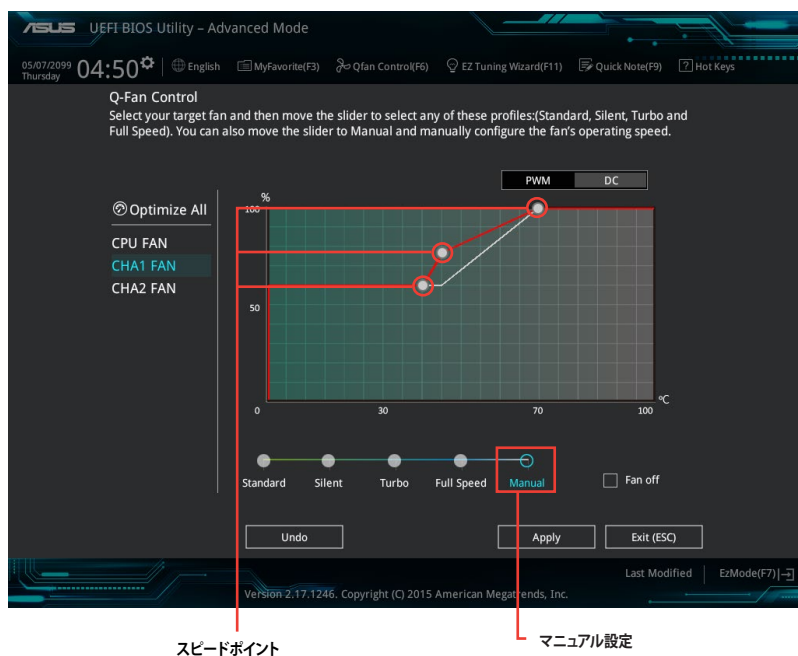 ASUS UEFI BIOS Utility – Advanced Mode
05/07/2099 Thursday 04:50 English MyFavorite(F3) Qfan Control(F6) EZ Tuning Wizard(F11) Quick Note(F9) ? Hot Keys
Q-Fan Control
Select your target fan and then move the slider to select any of these profiles:(Standard, Silent, Turbo and
Full Speed). You can also move the slider to Manual and manually configure the fan's operating speed.
PWM DC
Optimize All
CPU FAN
CHA1 FAN
CHA2 FAN
%
100
50
0 30 70 100
°C
Standard Silent Turbo Full Speed Manual
Fan off
Undo Apply Exit (ESC)
Last Modified EzMode(F7)
Version 2.17.1246. Copyright (C) 2015 American Megatrends, Inc.
スピードポイント
マニュアル設定